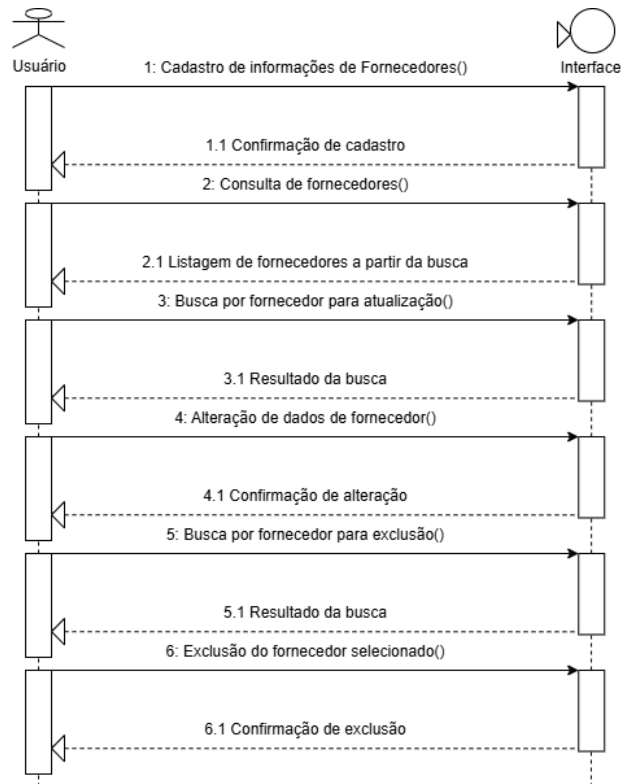 Usuário
Interface
1: Cadastro de informações de Fornecedores()
1.1 Confirmação de cadastro
2: Consulta de fornecedores()
2.1 Listagem de fornecedores a partir da busca
3: Busca por fornecedor para atualização()
3.1 Resultado da busca
4: Alteração de dados de fornecedor()
4.1 Confirmação de alteração
5: Busca por fornecedor para exclusão()
5.1 Resultado da busca
6: Exclusão do fornecedor selecionado()
6.1 Confirmação de exclusão